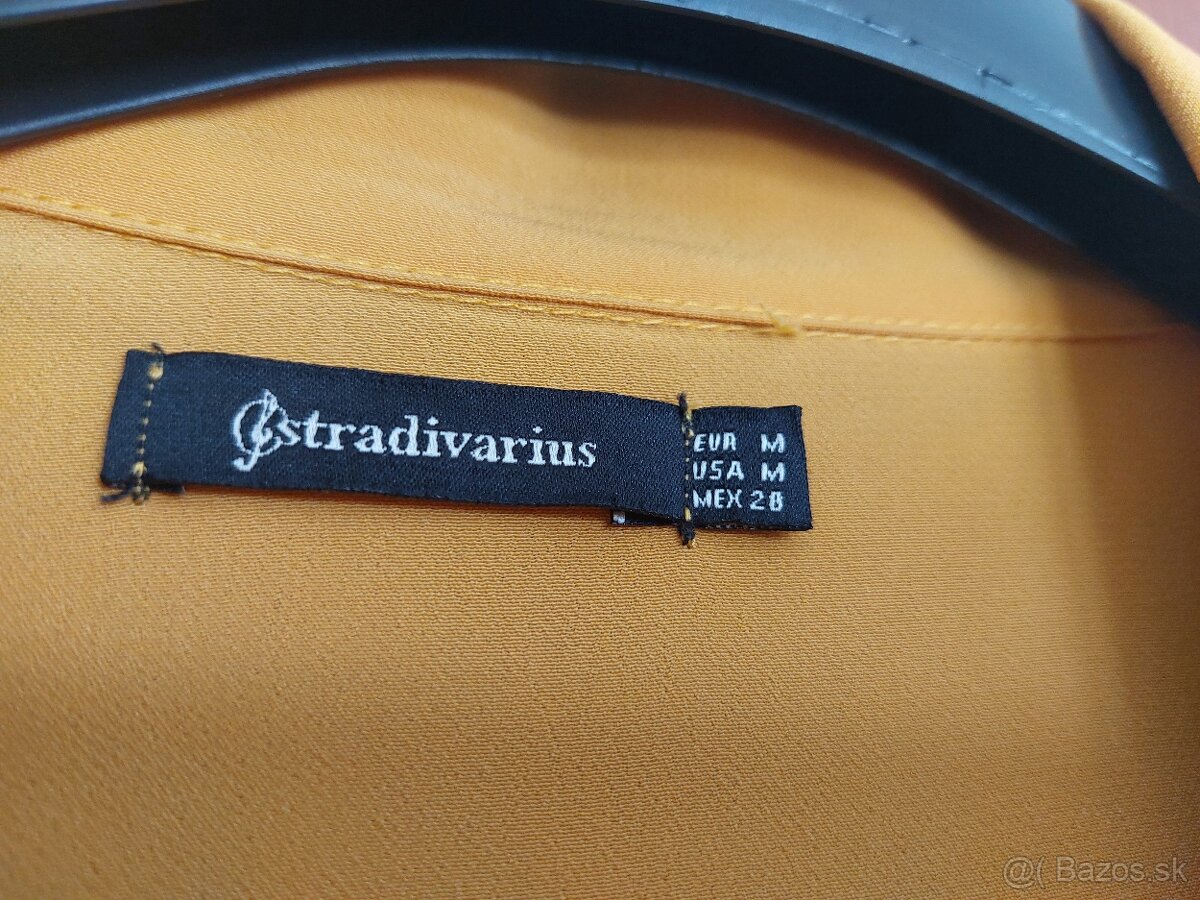 stradivarius
EUR M
USA M
MEX 28
@( Bazos.sk